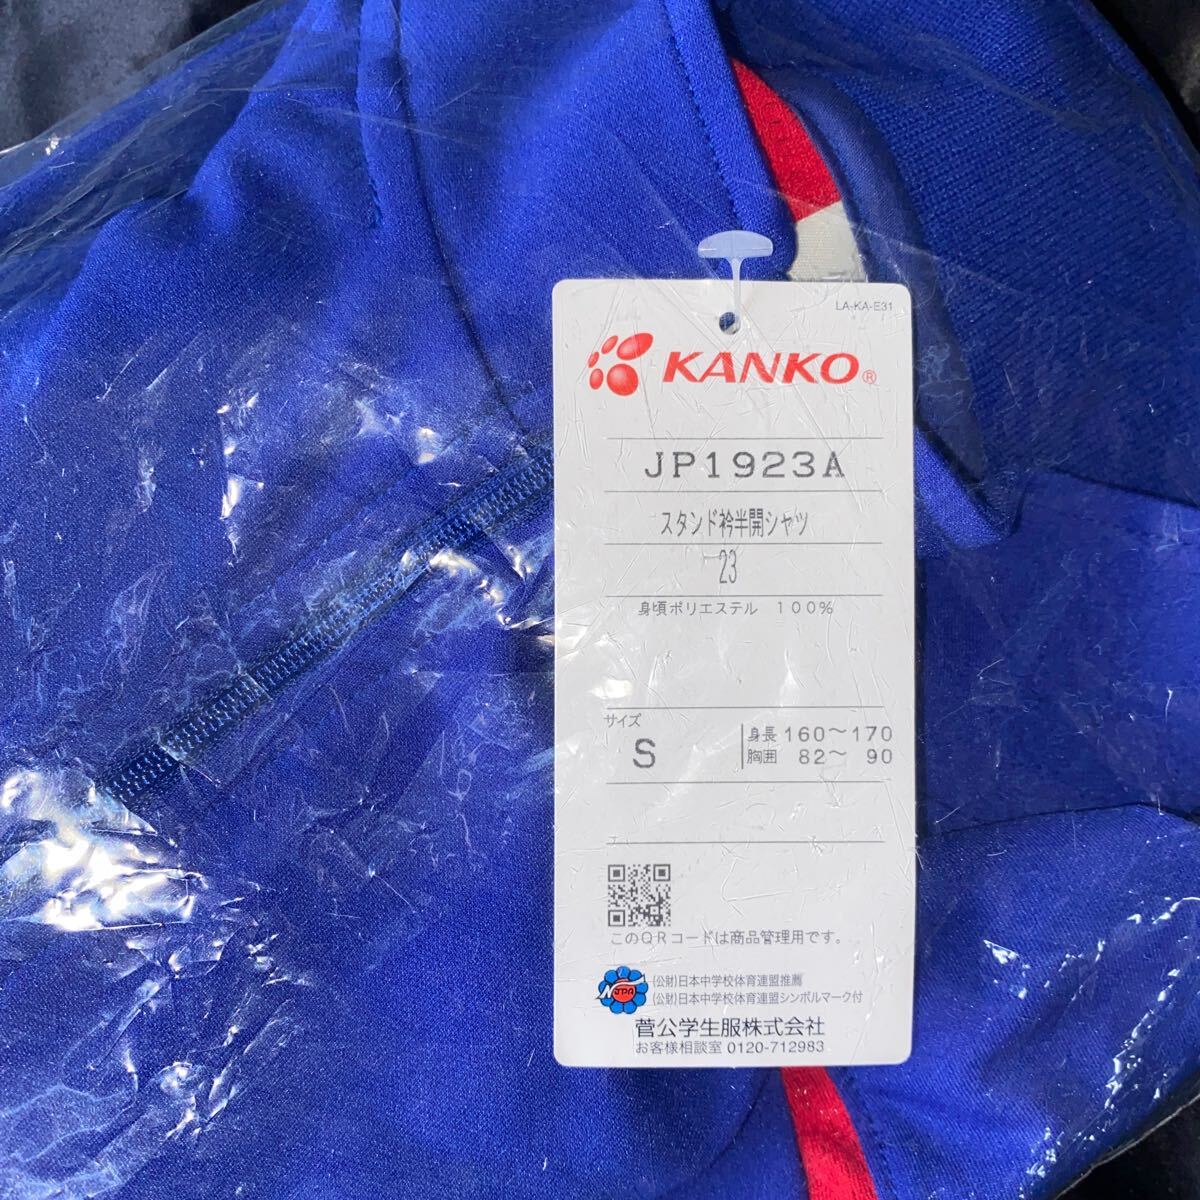 LA-KA-E31
KANKO®
JP1923A
スタンド衿半開シャツ
23
身頃ポリエステル 100%
サイズ
S
身長 160〜170
胸囲 82〜 90
このQRコードは商品管理用です。
(公財)日本中学校体育連盟推薦
(公財)日本中学校体育連盟シンボルマーク付
菅公学生服株式会社
お客様相談室 0120-712983